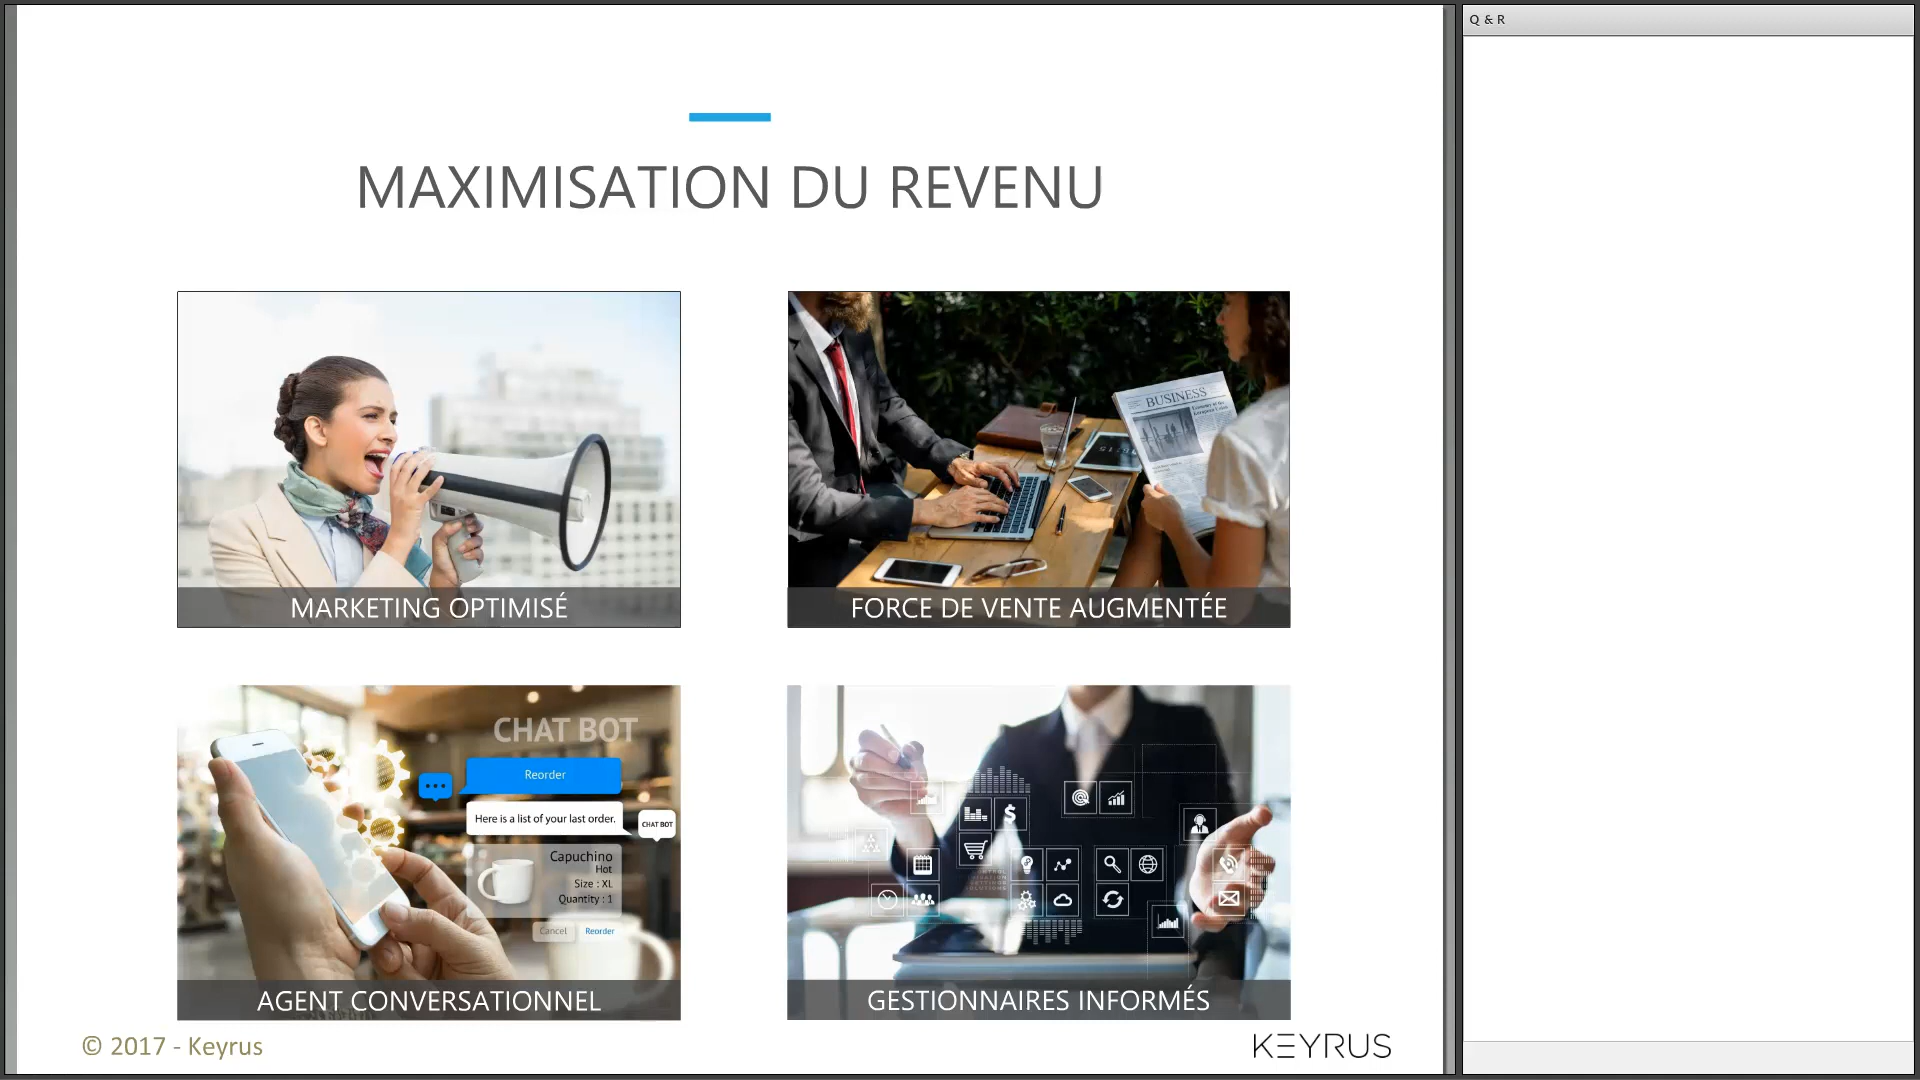 Q & R
MAXIMISATION DU REVENU
BUSINESS
MARKETING OPTIMISÉ
FORCE DE VENTE AUGMENTÉE
CHAT BOT
Reorder
Here is a list of your last order.
CHAT BOT
Capuchino
Hot
Size : XL
Quantity : 1
Cancel
Reorder
AGENT CONVERSATIONNEL
GESTIONNAIRES INFORMÉS
© 2017 - Keyrus
KEYRUS